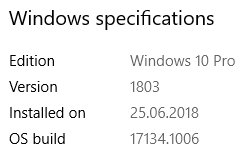 Windows specifications
Edition Windows 10 Pro
Version 1803
Installed on 25.06.2018
OS build 17134.1006